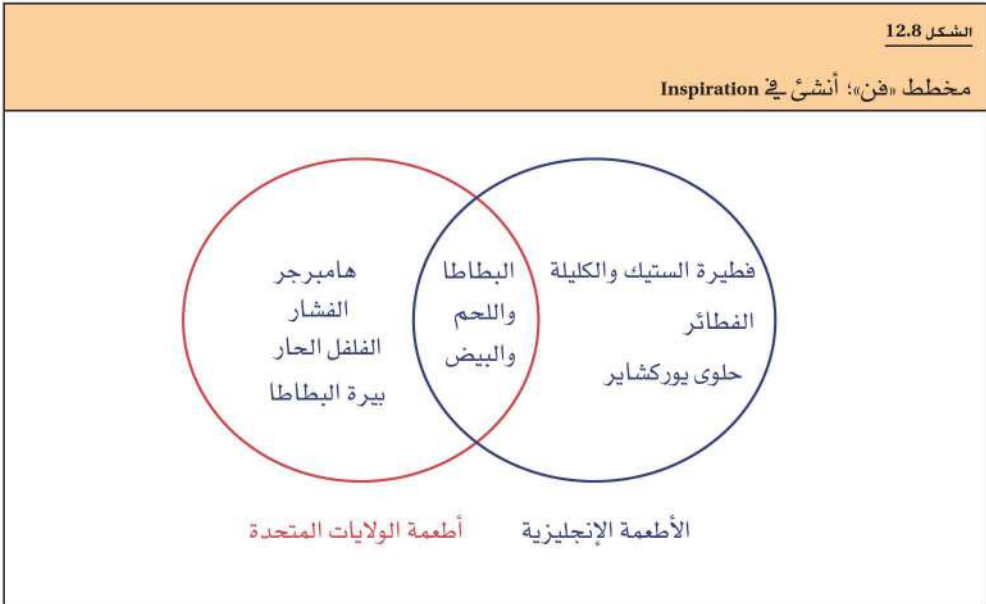 الشكل 12.8
مخطط «فن»؛ أنشئ في Inspiration
فطيرة الستيك والكليلة
الفطائر
حلوى يوركشاير
البطاطا
واللحم
والبيض
هامبرجر
الفشار
الفلفل الحار
بيرة البطاطا
الأطعمة الإنجليزية
أطعمة الولايات المتحدة